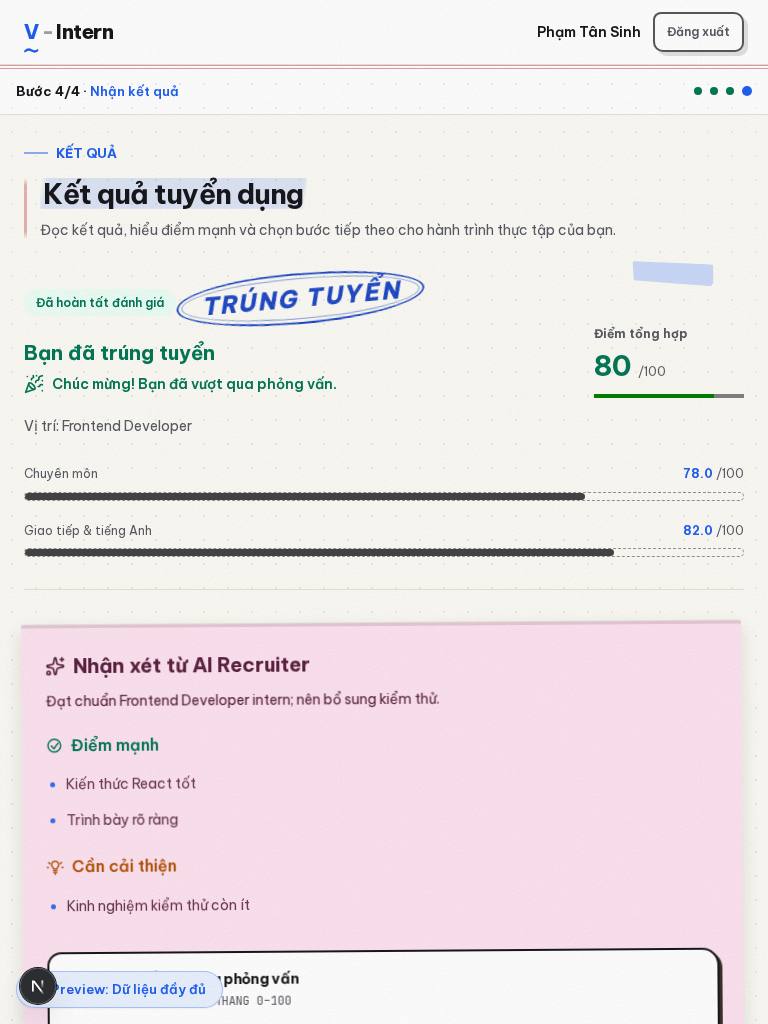 V - Intern
Phạm Tân Sinh
Đăng xuất
Bước 4/4 · Nhận kết quả
KẾT QUẢ
Kết quả tuyển dụng
Đọc kết quả, hiểu điểm mạnh và chọn bước tiếp theo cho hành trình thực tập của bạn.
Đã hoàn tất đánh giá
TRÚNG TUYỂN
Bạn đã trúng tuyển
Chúc mừng! Bạn đã vượt qua phỏng vấn.
Vị trí: Frontend Developer
Điểm tổng hợp
80 /100
Chuyên môn
78.0 /100
Giao tiếp & tiếng Anh
82.0 /100
Nhận xét từ AI Recruiter
Đạt chuẩn Frontend Developer intern; nên bổ sung kiểm thử.
Điểm mạnh
Kiến thức React tốt
Trình bày rõ ràng
Cần cải thiện
Kinh nghiệm kiểm thử còn ít
phỏng vấn
THANG 0–100
N
Preview: Dữ liệu đầy đủ